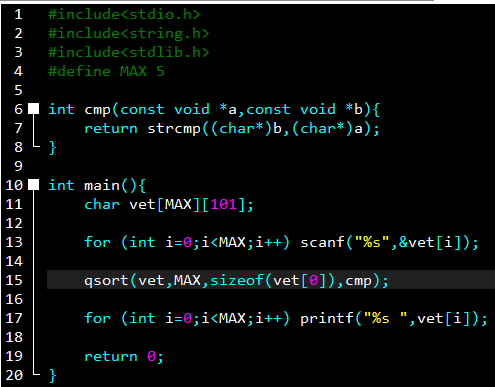 1 #include<stdio.h>
2 #include<string.h>
3 #include<stdlib.h>
4 #define MAX 5
5
6 int cmp(const void *a,const void *b){
7     return strcmp((char*)b,(char*)a);
8 }
9
10 int main(){
11     char vet[MAX][101];
12
13     for (int i=0;i<MAX;i++) scanf("%s",&vet[i]);
14
15     qsort(vet,MAX,sizeof(vet[0]),cmp);
16
17     for (int i=0;i<MAX;i++) printf("%s ",vet[i]);
18
19     return 0;
20 }